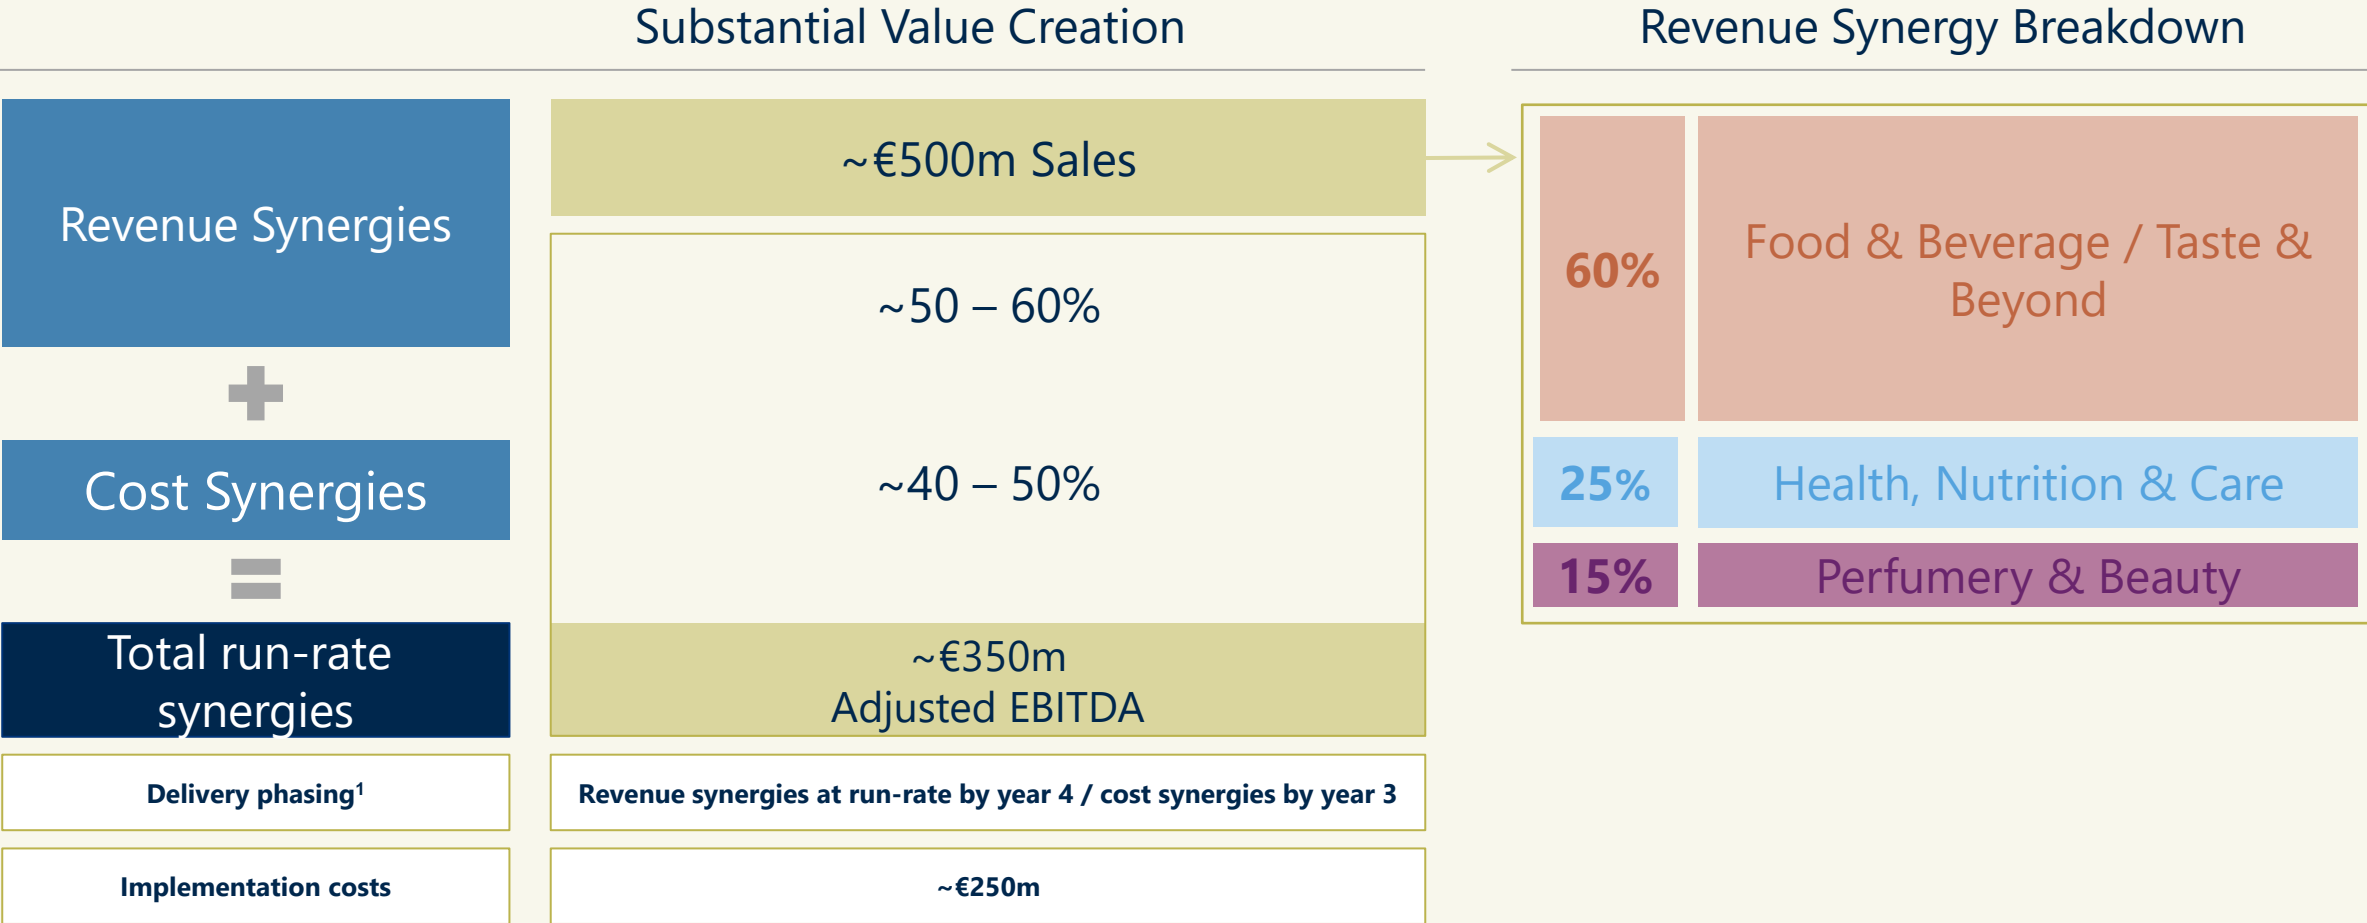 Substantial Value Creation
Revenue Synergies
~€500m Sales
~50 – 60%
Cost Synergies
~40 – 50%
Total run-rate
synergies
~€350m
Adjusted EBITDA
Delivery phasing¹
Revenue synergies at run-rate by year 4 / cost synergies by year 3
Implementation costs
~€250m
Revenue Synergy Breakdown
60%
Food & Beverage / Taste &
Beyond
25%
Health, Nutrition & Care
15%
Perfumery & Beauty